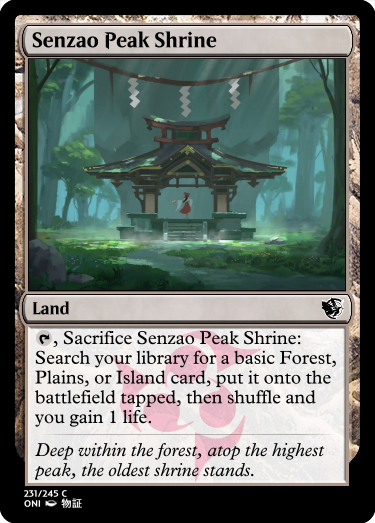 Senzao Peak Shrine
Land
, Sacrifice Senzao Peak Shrine:
Search your library for a basic Forest,
Plains, or Island card, put it onto the
battlefield tapped, then shuffle and
you gain 1 life.
Deep within the forest, atop the highest
peak, the oldest shrine stands.
231/245 C
ONI 物証